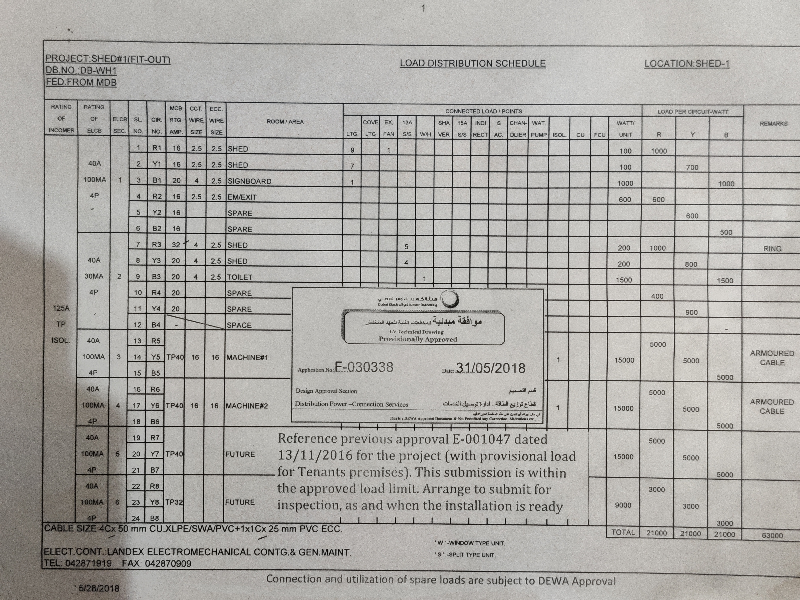 1
PROJECT:SHED#1(FIT-OUT)
DB.NO.:DB-WH1
FED.FROM MDB
LOAD DISTRIBUTION SCHEDULE
LOCATION:SHED-1
RATING OF INCOMER RATING OF ELCB ELCB SEC. SL. NO. CIR. NO. MCB RTG AMP. CCT. WIRE SIZE ECC. WIRE SIZE ROOM / AREA CONNECTED LOAD / POINTS WATT/ UNIT LOAD PER CIRCUIT-WATT. REMARKS
LTG. COVE LTG. EX. FAN 13A S/S W/H SHA VER 15A S/S INDI RECT S AC. CHAN- DLIER WAT. PUMP ISOL. CU FCU R Y B
1 R1 16 2.5 2.5 SHED 9 1 100 1000
40A 2 Y1 16 2.5 2.5 SHED 7 100 700
100MA 1 3 B1 20 4 2.5 SIGNBOARD 1 1000 1000
4P 4 R2 16 2.5 2.5 EM/EXIT 600 600
5 Y2 16 SPARE 600
6 B2 16 SPARE 500
7 R3 32 4 2.5 SHED 5 200 1000 RING
40A 8 Y3 20 4 2.5 SHED 4 200 800
30MA 2 9 B3 20 4 2.5 TOILET 1 1500 1500
4P 10 R4 20 SPARE 400
125A 11 Y4 20 SPARE 900
TP 12 B4 - SPACE -
ISOL. 40A 13 R5 5000
100MA 3 14 Y5 TP40 16 16 MACHINE#1 1 15000 5000 ARMOURED CABLE
4P 15 B5 5000
40A 16 R6 5000
100MA 4 17 Y6 TP40 16 16 MACHINE#2 1 15000 5000 ARMOURED CABLE
4P 18 B6 5000
40A 19 R7 5000
100MA 5 20 Y7 TP40 FUTURE 15000 5000
4P 21 B7 5000
40A 22 R8 3000
100MA 6 23 Y8 TP32 FUTURE 9000 3000
4P 24 B8 3000
TOTAL 21000 21000 21000 63000
موافقة مبدئية
Provisionally Approved
Application No: E-030338 Date: 31/05/2018
Design Approval Section قسم التصميم
Distribution Power –Connection Services
Reference previous approval E-001047 dated
13/11/2016 for the project (with provisional load
for Tenants premises). This submission is within
the approved load limit. Arrange to submit for
inspection, as and when the installation is ready
CABLE SIZE 4Cx 50 mm CU.XLPE/SWA/PVC+1x1Cx 25 mm PVC ECC.
' W ' -WINDOW TYPE UNIT
' S ' -SPLIT TYPE UNIT
ELECT.CONT. LANDEX ELECTROMECHANICAL CONTG.& GEN.MAINT.
TEL: 042871919 FAX 042870909
5/28/2018
Connection and utilization of spare loads are subject to DEWA Approval